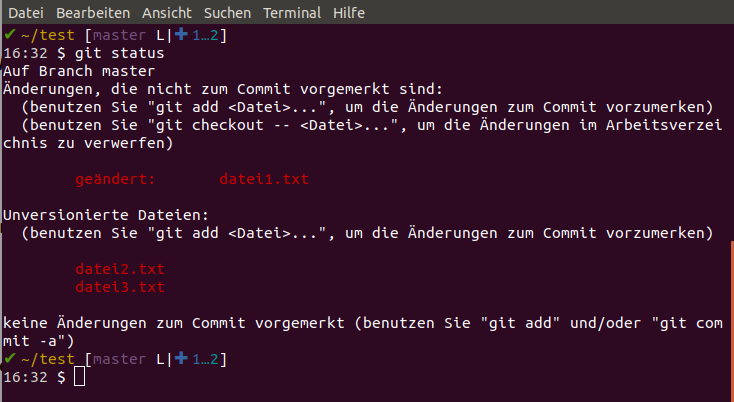 Datei Bearbeiten Ansicht Suchen Terminal Hilfe
✔ ~/test [master L|✚ 1…2]
16:32 $ git status
Auf Branch master
Änderungen, die nicht zum Commit vorgemerkt sind:
  (benutzen Sie "git add <Datei>...", um die Änderungen zum Commit vorzumerken)
  (benutzen Sie "git checkout -- <Datei>...", um die Änderungen im Arbeitsverzei
chnis zu verwerfen)
        geändert:       datei1.txt
Unversionierte Dateien:
  (benutzen Sie "git add <Datei>...", um die Änderungen zum Commit vorzumerken)
        datei2.txt
        datei3.txt
keine Änderungen zum Commit vorgemerkt (benutzen Sie "git add" und/oder "git com
mit -a")
✔ ~/test [master L|✚ 1…2]
16:32 $